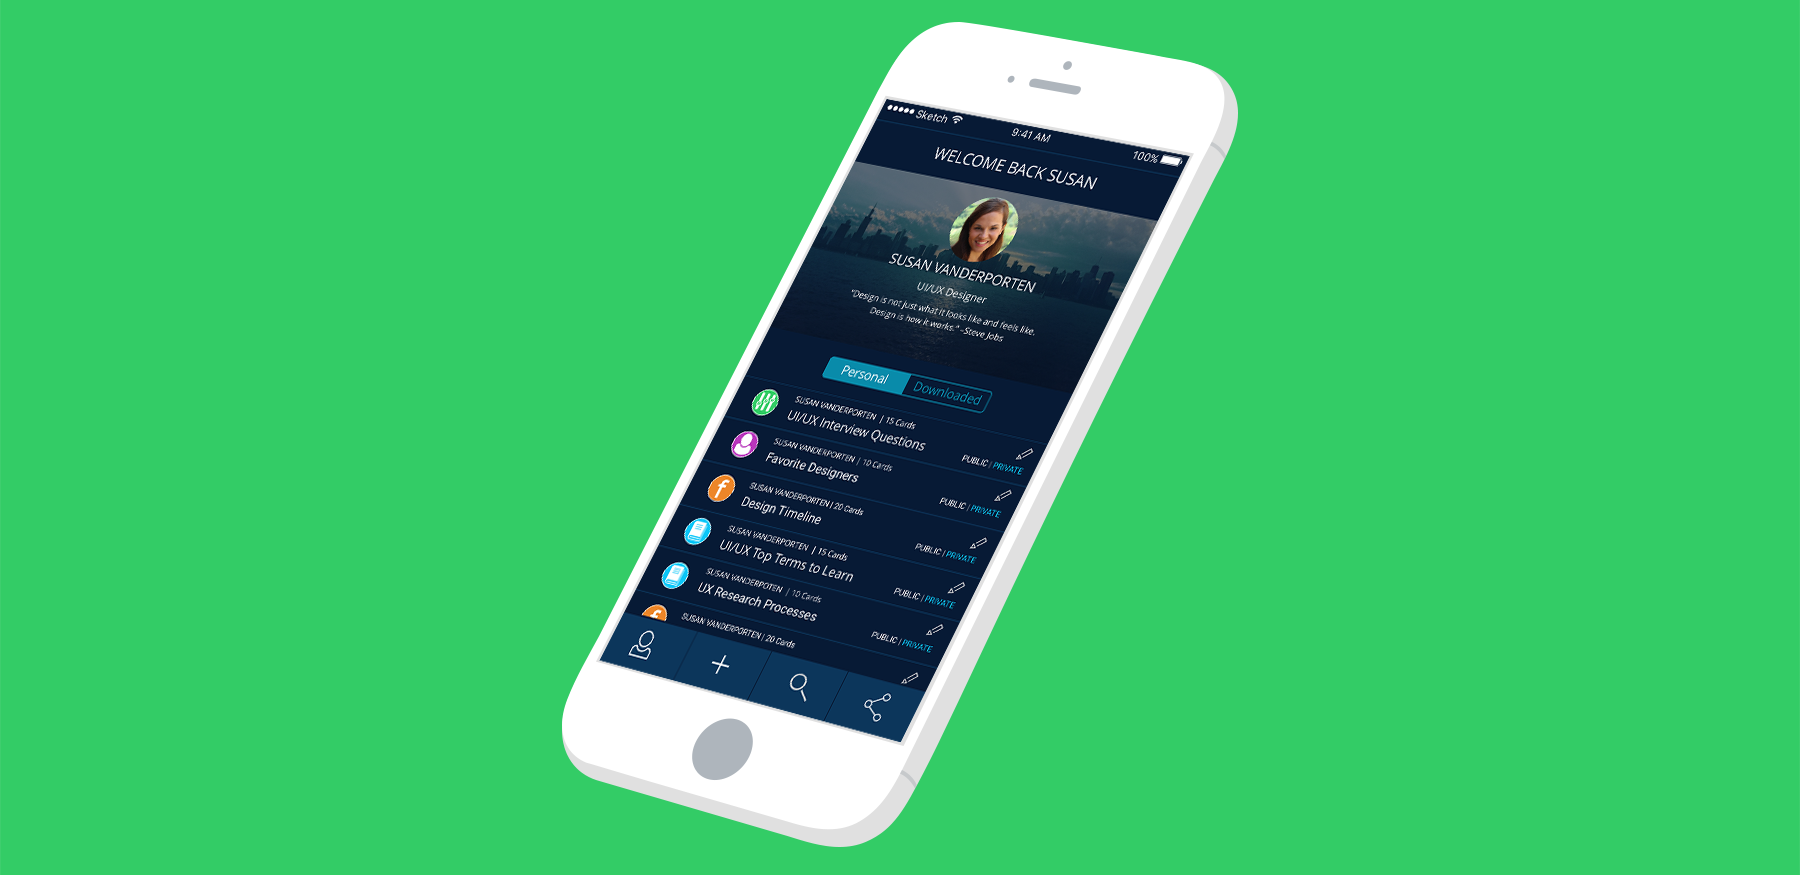 Sketch 9:41 AM 100%
WELCOME BACK SUSAN
SUSAN VANDERPORTEN
UI/UX Designer
"Design is not just what it looks like and feels like.
Design is how it works." -Steve Jobs
Personal Downloaded
SUSAN VANDERPORTEN | 15 Cards
UI/UX Interview Questions
PUBLIC | PRIVATE
SUSAN VANDERPORTEN | 10 Cards
Favorite Designers
PUBLIC | PRIVATE
SUSAN VANDERPORTEN | 20 Cards
Design Timeline
PUBLIC | PRIVATE
SUSAN VANDERPORTEN | 15 Cards
UI/UX Top Terms to Learn
PUBLIC | PRIVATE
SUSAN VANDERPOTEN | 10 Cards
UX Research Processes
PUBLIC | PRIVATE
SUSAN VANDERPORTEN | 20 Cards